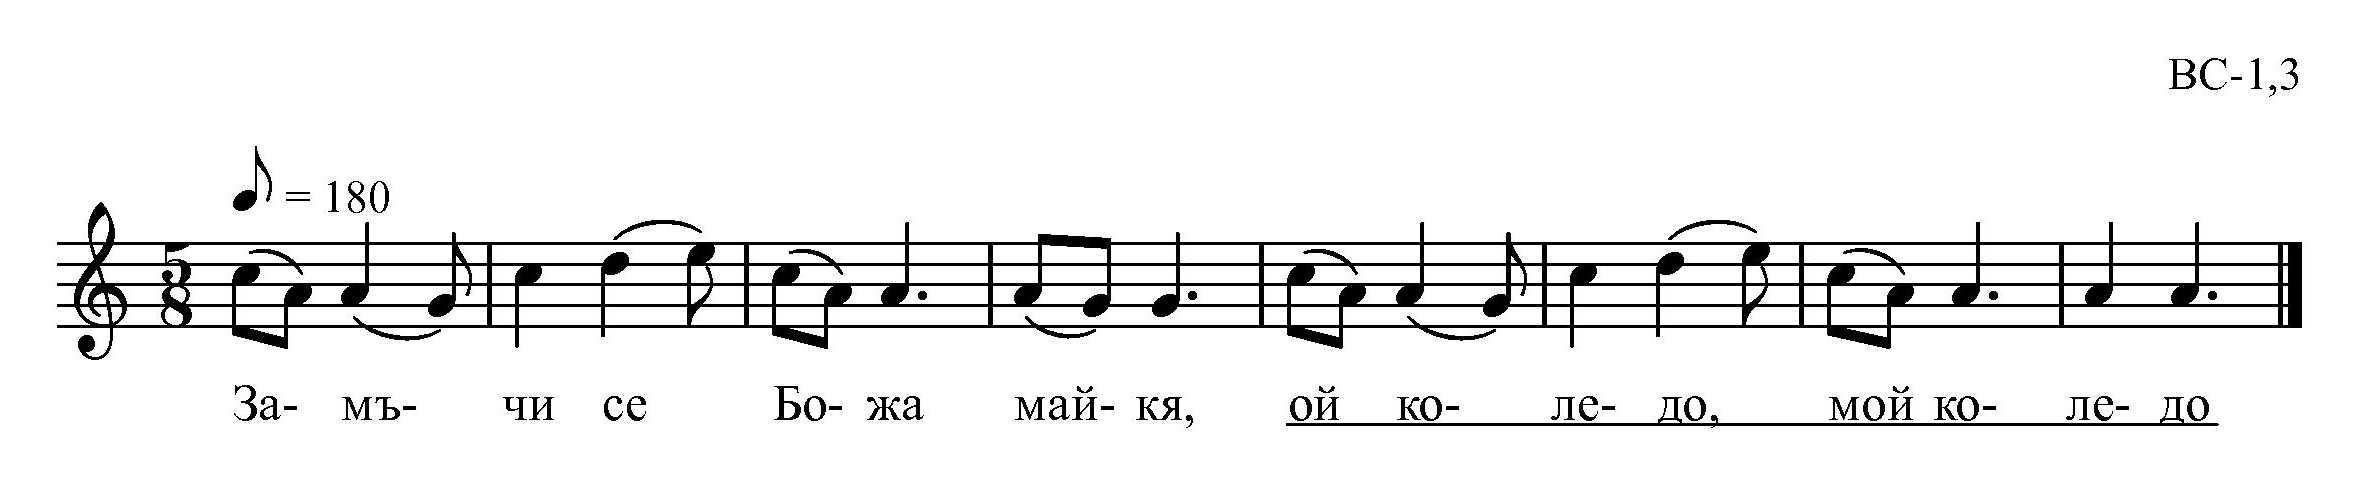 ВС-1,3
= 180
5
8
За- мъ- чи се Бо- жа май- кя, ой ко- ле- до, мой ко- ле- до